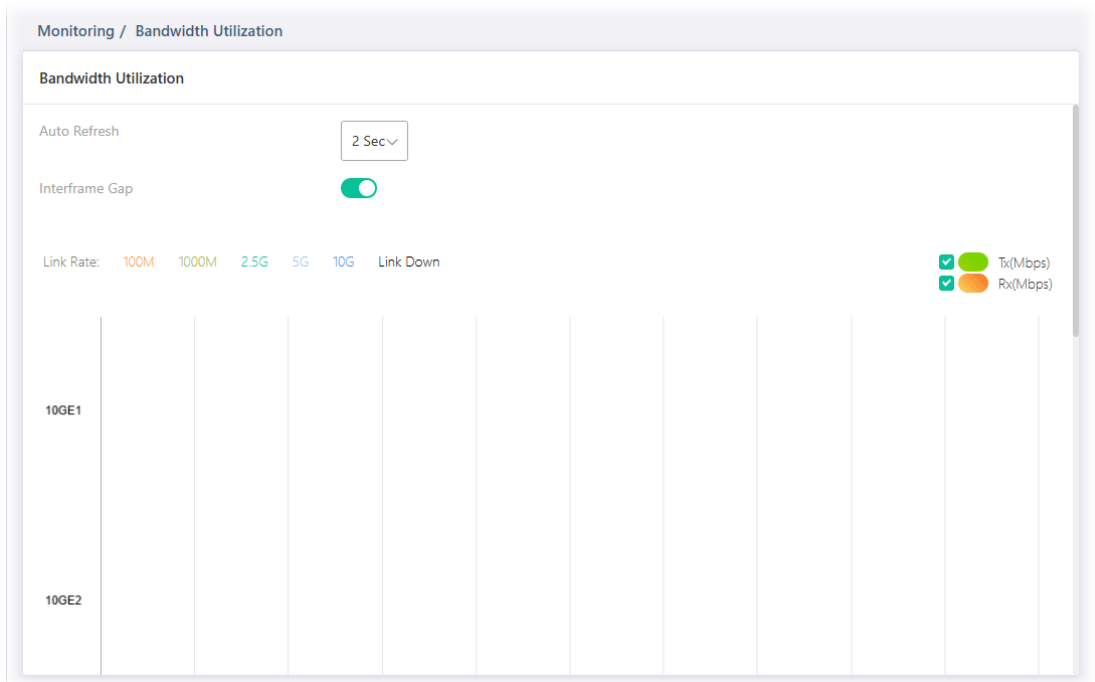 Monitoring / Bandwidth Utilization
Bandwidth Utilization
Auto Refresh
2 Sec
Interframe Gap
Link Rate: 100M 1000M 2.5G 5G 10G Link Down
Tx(Mbps)
Rx(Mbps)
10GE1
10GE2